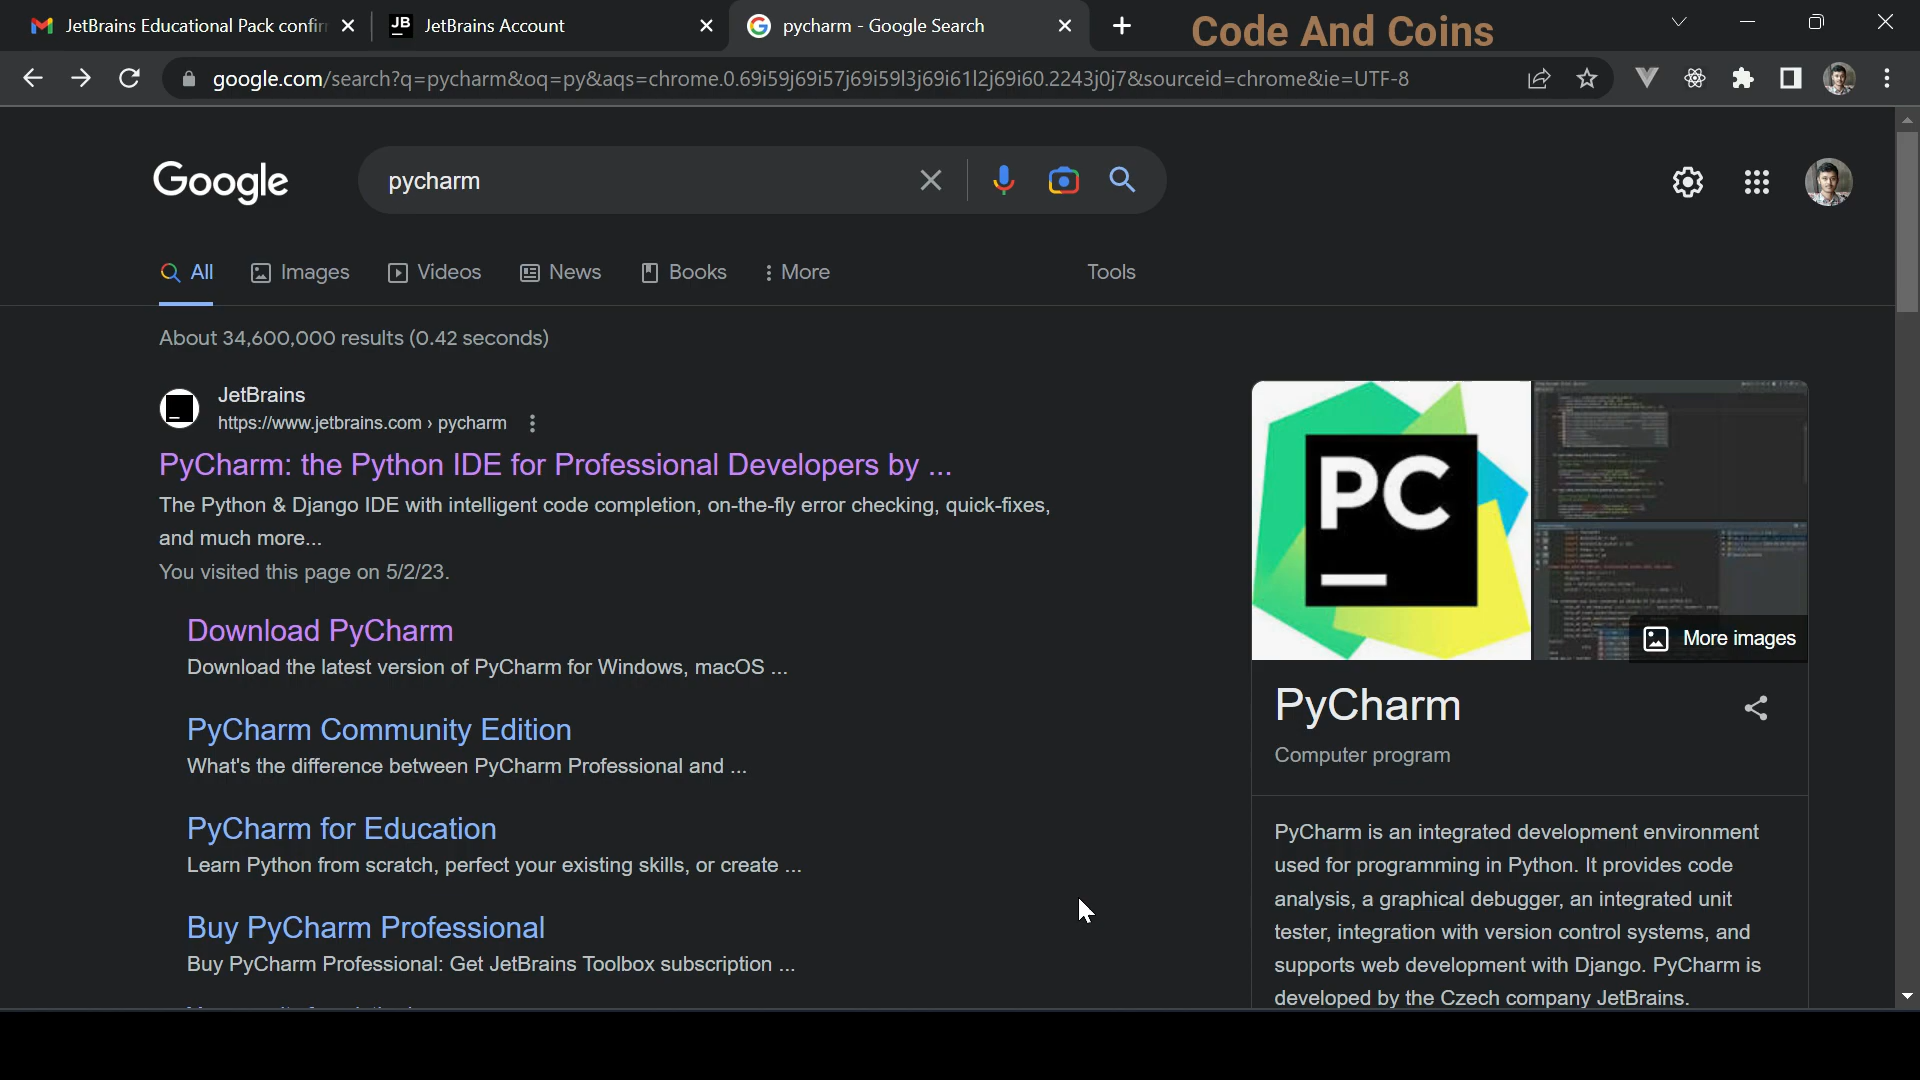 JetBrains Educational Pack confir
JetBrains Account
pycharm - Google Search
Code And Coins
google.com/search?q=pycharm&oq=py&aqs=chrome.0.69i59j69i57j69i59l3j69i61l2j69i60.2243j0j7&sourceid=chrome&ie=UTF-8
Google
pycharm
All
Images
Videos
News
Books
More
Tools
About 34,600,000 results (0.42 seconds)
JetBrains
https://www.jetbrains.com › pycharm
PyCharm: the Python IDE for Professional Developers by ...
The Python & Django IDE with intelligent code completion, on-the-fly error checking, quick-fixes,
and much more...
You visited this page on 5/2/23.
Download PyCharm
Download the latest version of PyCharm for Windows, macOS ...
PyCharm Community Edition
What's the difference between PyCharm Professional and ...
PyCharm for Education
Learn Python from scratch, perfect your existing skills, or create ...
Buy PyCharm Professional
Buy PyCharm Professional: Get JetBrains Toolbox subscription ...
PC
More images
PyCharm
Computer program
PyCharm is an integrated development environment
used for programming in Python. It provides code
analysis, a graphical debugger, an integrated unit
tester, integration with version control systems, and
supports web development with Django. PyCharm is
developed by the Czech company JetBrains.